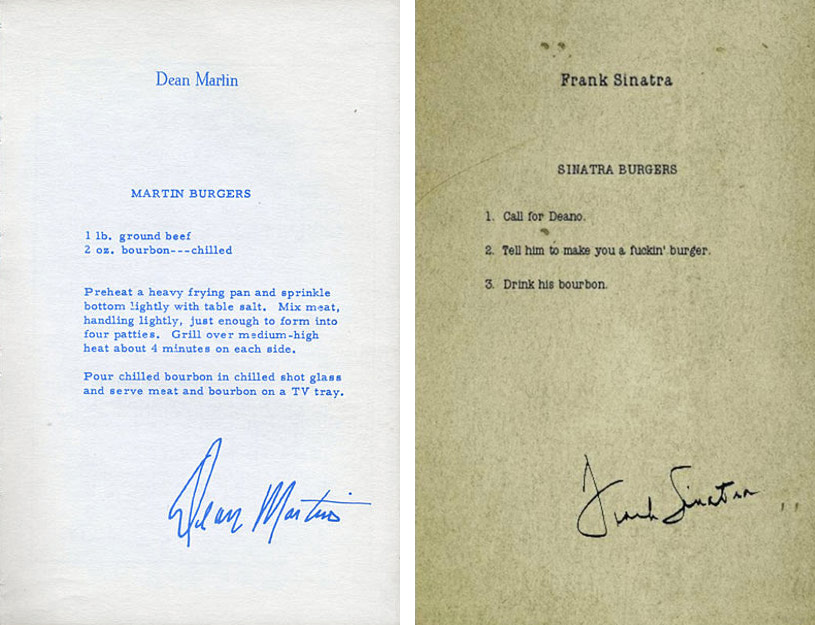 Dean Martin
MARTIN BURGERS
1 lb. ground beef
2 oz. bourbon---chilled
Preheat a heavy frying pan and sprinkle
bottom lightly with table salt.  Mix meat,
handling lightly, just enough to form into
four patties.  Grill over medium-high
heat about 4 minutes on each side.
Pour chilled bourbon in chilled shot glass
and serve meat and bourbon on a TV tray.
Dean Martin
Frank Sinatra
SINATRA BURGERS
1. Call for Deano.
2. Tell him to make you a fuckin' burger.
3. Drink his bourbon.
Frank Sinatra